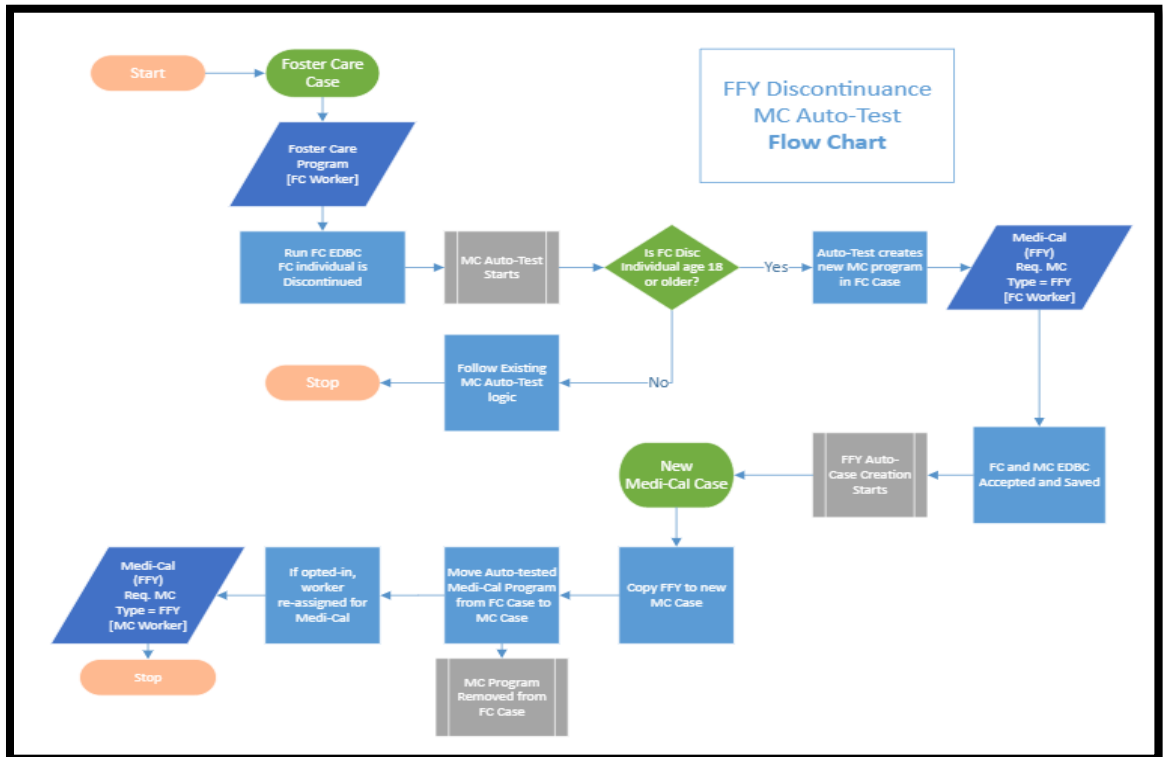 Start
Foster Care
Case
FFY Discontinuance
MC Auto-Test
Flow Chart
Foster Care
Program
[FC Worker]
Run FC EDBC
FC individual is
Discontinued
MC Auto-Test
Starts
Is FC Disc
Individual age 18
or older?
Yes
Auto-Test creates
new MC program
in FC Case
Medi-Cal
(FFY)
Req. MC
Type = FFY
[FC Worker]
No
Follow Existing
MC Auto-Test
logic
Stop
FC and MC EDBC
Accepted and Saved
FFY Auto-
Case Creation
Starts
New
Medi-Cal Case
Copy FFY to new
MC Case
Move Auto-tested
Medi-Cal Program
from FC Case to
MC Case
If opted-in,
worker
re-assigned for
Medi-Cal
Medi-Cal
(FFY)
Req. MC
Type = FFY
[MC Worker]
Stop
MC Program
Removed from
FC Case